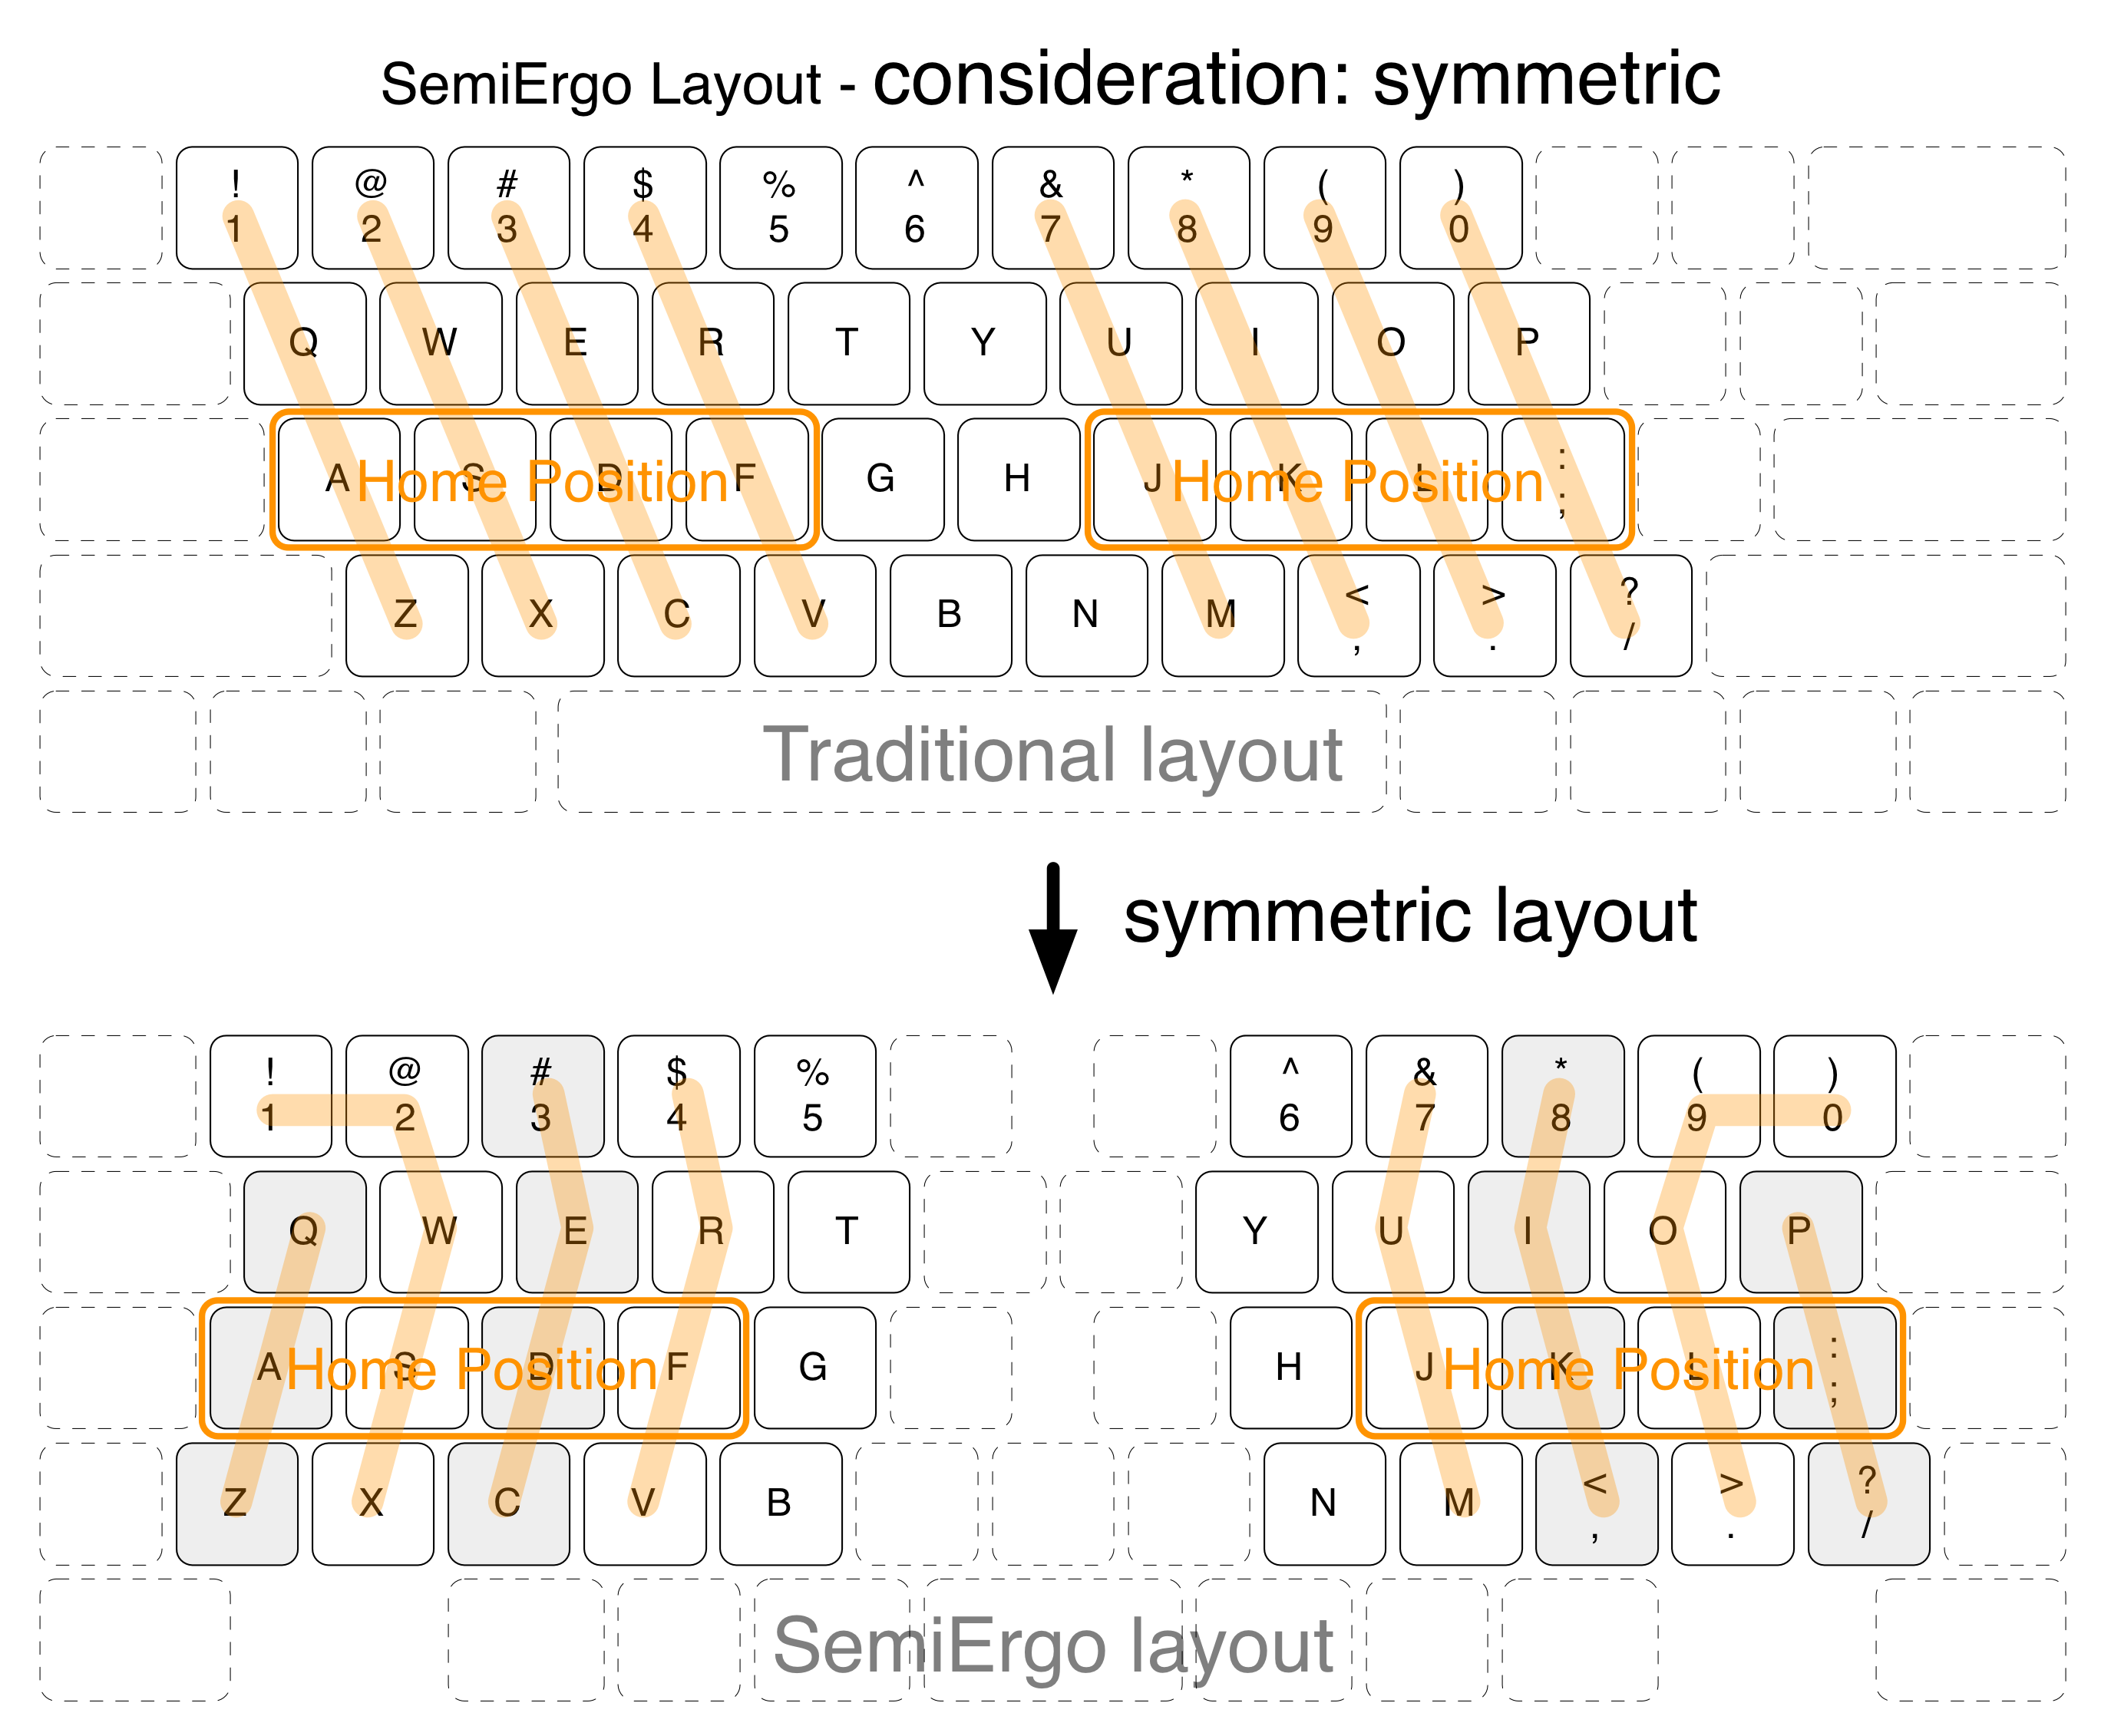 SemiErgo Layout - consideration: symmetric
! @ # $ % ^ & * ( )
1 2 3 4 5 6 7 8 9 0
Q W E R T Y U I O P
A S D F G H J K L : ;
Home Position Home Position
Z X C V B N M < , > . ? /
Traditional layout
symmetric layout
! @ # $ % ^ & * ( )
1 2 3 4 5 6 7 8 9 0
Q W E R T Y U I O P
A S D F G H J K L : ;
Home Position Home Position
Z X C V B N M < , > . ? /
SemiErgo layout